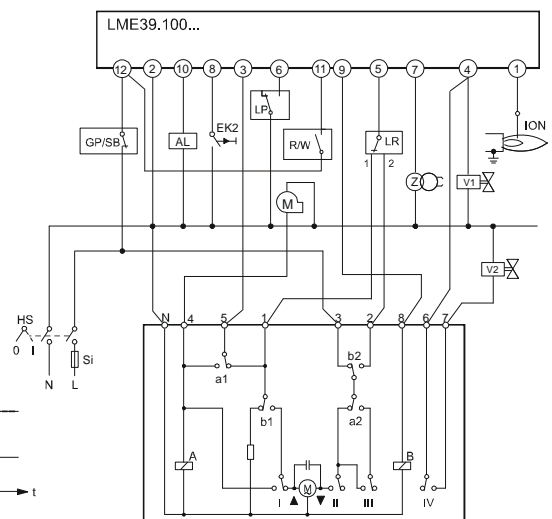 LME39.100...
12 2 10 8 3 6 11 9 5 7 4 1
EK2
LP
ION
GP/SB
AL
R/W
LR
1 2
Z
V1
M
V2
HS
0 I
Si
N L
N 4 5 1 3 2 8 6 7
a1
b2
b1
a2
A
B
I
M
II
III
IV
t